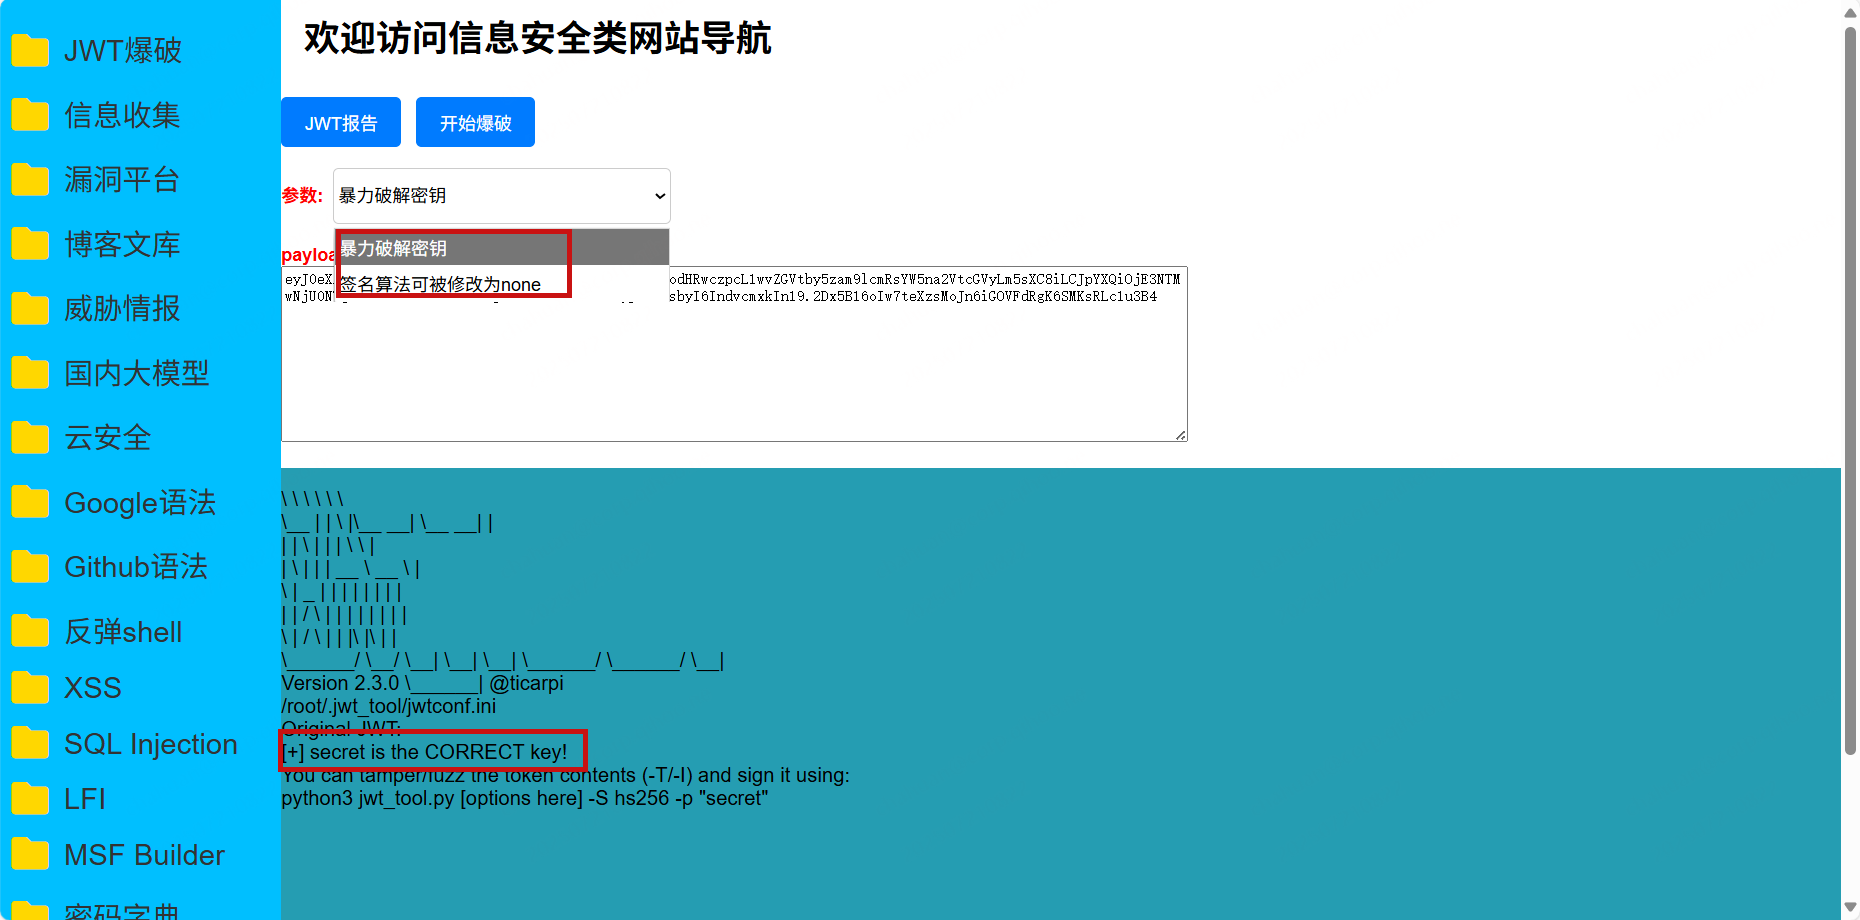 JWT爆破
信息收集
漏洞平台
博客文库
威胁情报
国内大模型
云安全
Google语法
Github语法
反弹shell
XSS
SQL Injection
LFI
MSF Builder
密码字典
欢迎访问信息安全类网站导航
JWT报告 开始爆破
参数: 暴力破解密钥
暴力破解密钥
签名算法可被修改为none
\ \ \ \ \ \
\__ | | \ |\__ __| \__ __| |
| | \ | | | \ \ |
| \ | | | __ \ __ \ |
\ | _ | | | | | | | |
| | / \ | | | | | | | |
\ | / \ | | |\ |\ | |
\______/ \__/ \__| \__| \__| \______/ \______/ \__|
Version 2.3.0 \______| @ticarpi
/root/.jwt_tool/jwtconf.ini
Original JWT:
[+] secret is the CORRECT key!
You can tamper/fuzz the token contents (-T/-I) and sign it using:
python3 jwt_tool.py [options here] -S hs256 -p "secret"